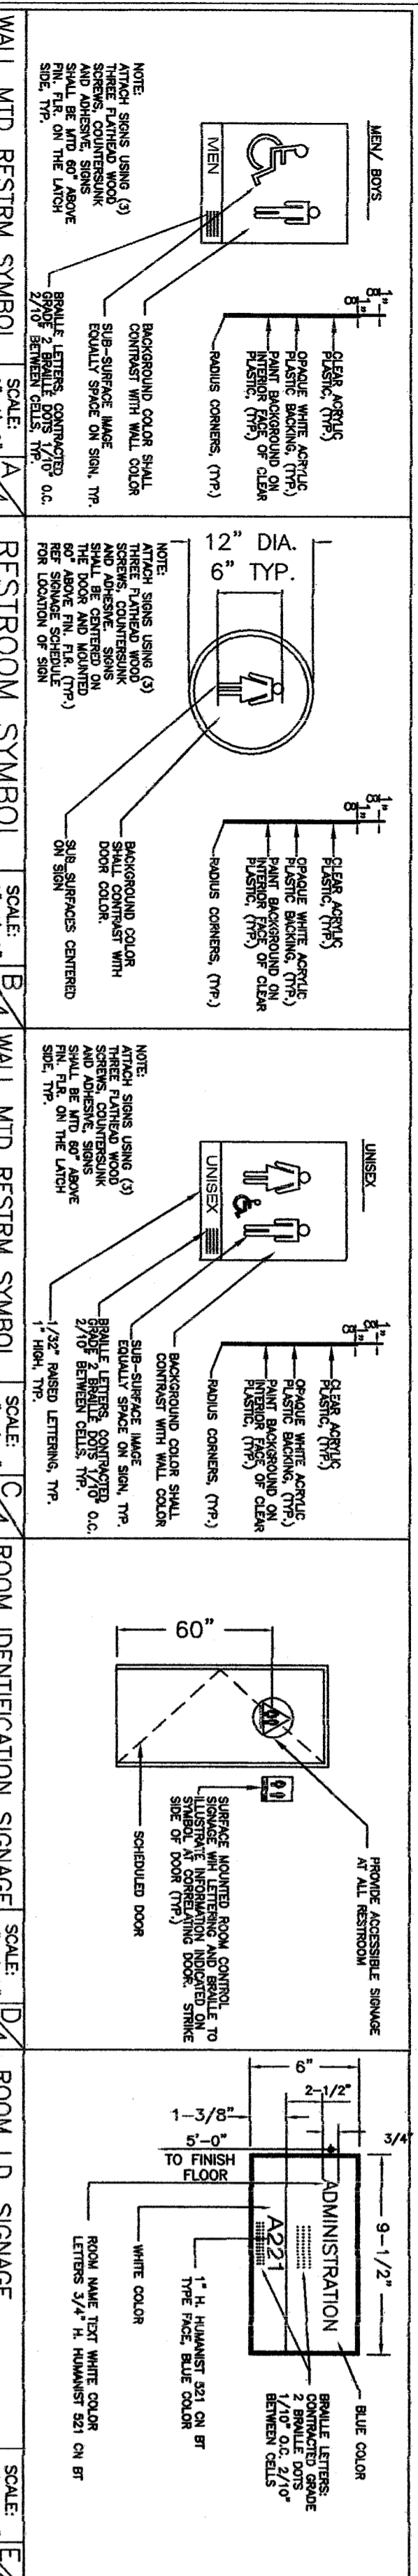 MEN/ BOYS
MEN
1"
8
1"
8
CLEAR ACRYLIC
PLASTIC, (TYP.)
OPAQUE WHITE ACRYLIC
PLASTIC BACKING, (TYP.)
PAINT BACKGROUND ON
INTERIOR FACE OF CLEAR
PLASTIC, (TYP.)
RADIUS CORNERS, (TYP.)
BACKGROUND COLOR SHALL
CONTRAST WITH WALL COLOR
SUB-SURFACE IMAGE
EQUALLY SPACE ON SIGN, TYP.
BRAILLE LETTERS, CONTRACTED
GRADE 2 BRAILLE DOTS 1/10" O.C.
2/10" BETWEEN CELLS, TYP.
NOTE:
ATTACH SIGNS USING (3)
THREE FLATHEAD WOOD
SCREWS, COUNTERSUNK
AND ADHESIVE, SIGNS
SHALL BE MTD 60" ABOVE
FIN. FLR. ON THE LATCH
SIDE, TYP.
WALL MTD RESTRM SYMBOL
SCALE:
A
12" DIA.
6" TYP.
1"
8
1"
8
CLEAR ACRYLIC
PLASTIC, (TYP.)
OPAQUE WHITE ACRYLIC
PLASTIC BACKING, (TYP.)
PAINT BACKGROUND ON
INTERIOR FACE OF CLEAR
PLASTIC, (TYP.)
RADIUS CORNERS, (TYP.)
BACKGROUND COLOR
SHALL CONTRAST WITH
DOOR COLOR.
SUB_SURFACES CENTERED
ON SIGN
NOTE:
ATTACH SIGNS USING (3)
THREE FLATHEAD WOOD
SCREWS, COUNTERSUNK
AND ADHESIVE. SIGNS
SHALL BE CENTERED ON
THE DOOR AND MOUNTED
60" ABOVE FIN. FLR. (TYP.)
REF SIGNAGE SCHEDULE
FOR LOCATION OF SIGN
RESTROOM SYMBOL
SCALE:
B
UNISEX
UNISEX
1"
8
1"
8
CLEAR ACRYLIC
PLASTIC, (TYP.)
OPAQUE WHITE ACRYLIC
PLASTIC BACKING, (TYP.)
PAINT BACKGROUND ON
INTERIOR FACE OF CLEAR
PLASTIC, (TYP.)
RADIUS CORNERS, (TYP.)
BACKGROUND COLOR SHALL
CONTRAST WITH WALL COLOR
SUB-SURFACE IMAGE
EQUALLY SPACE ON SIGN, TYP.
BRAILLE LETTERS, CONTRACTED
GRADE 2 BRAILLE DOTS 1/10" O.C.
2/10" BETWEEN CELLS, TYP.
1/32" RAISED LETTERING, TYP.
1" HIGH, TYP.
NOTE:
ATTACH SIGNS USING (3)
THREE FLATHEAD WOOD
SCREWS, COUNTERSUNK
AND ADHESIVE, SIGNS
SHALL BE MTD 60" ABOVE
FIN. FLR. ON THE LATCH
SIDE, TYP.
WALL MTD RESTRM SYMBOL
SCALE:
C
60"
PROVIDE ACCESSIBLE SIGNAGE
AT ALL RESTROOM
SURFACE MOUNTED ROOM CONTROL
SIGNAGE WIH LETTERING AND BRAILLE TO
ILLUSTRATE INFORMATION INDICATED ON
SYMBOL AT CORRELATING DOOR. STRIKE
SIDE OF DOOR (TYP.)
SCHEDULED DOOR
ROOM IDENTIFICATION SIGNAGE
SCALE:
D
9-1/2"
3/4"
6"
2-1/2"
1-3/8"
5'-0"
TO FINISH
FLOOR
ADMINISTRATION
A221
BLUE COLOR
BRAILLE LETTERS:
CONTRACTED GRADE
2 BRAILLE DOTS
1/10" O.C. 2/10"
BETWEEN CELLS
1" H. HUMANIST 521 CN BT
TYPE FACE, BLUE COLOR
WHITE COLOR
ROOM NAME TEXT WHITE COLOR
LETTERS 3/4" H. HUMANIST 521 CN BT
ROOM I.D. SIGNAGE
SCALE:
E